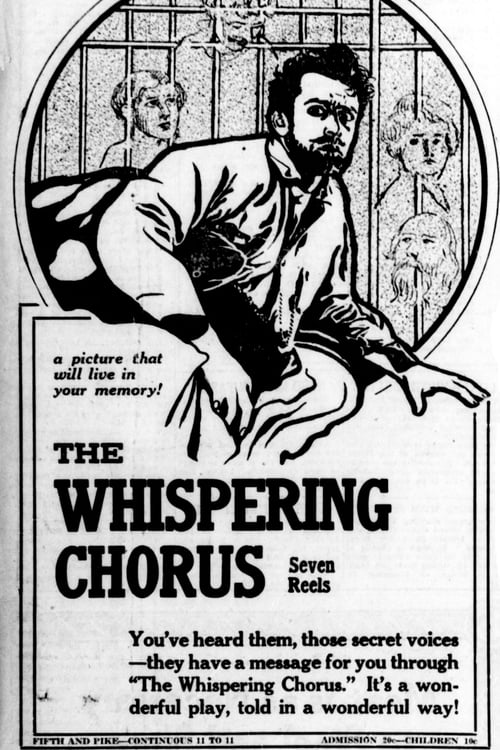 a picture that
will live in
your memory!
THE
WHISPERING
CHORUS
Seven
Reels
You've heard them, those secret voices
—they have a message for you through
"The Whispering Chorus." It's a won-
derful play, told in a wonderful way!
FIFTH AND PIKE—CONTINUOUS 11 TO 11 ADMISSION 20c—CHILDREN 10c